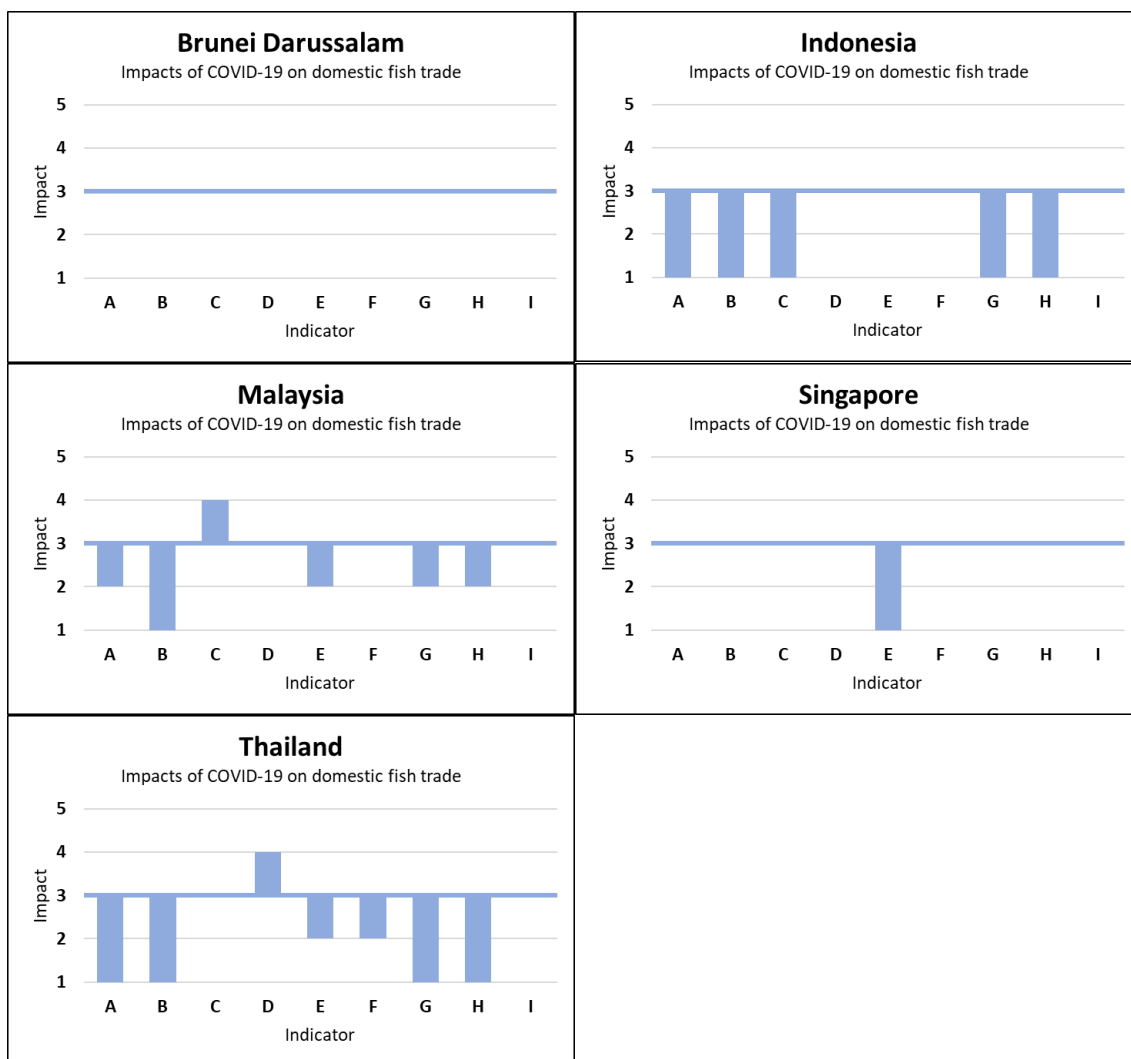 Brunei Darussalam
Impacts of COVID-19 on domestic fish trade
5
4
3
2
1
Impact
A B C D E F G H I
Indicator
Indonesia
Impacts of COVID-19 on domestic fish trade
5
4
3
2
1
Impact
A B C D E F G H I
Indicator
Malaysia
Impacts of COVID-19 on domestic fish trade
5
4
3
2
1
Impact
A B C D E F G H I
Indicator
Singapore
Impacts of COVID-19 on domestic fish trade
5
4
3
2
1
Impact
A B C D E F G H I
Indicator
Thailand
Impacts of COVID-19 on domestic fish trade
5
4
3
2
1
Impact
A B C D E F G H I
Indicator